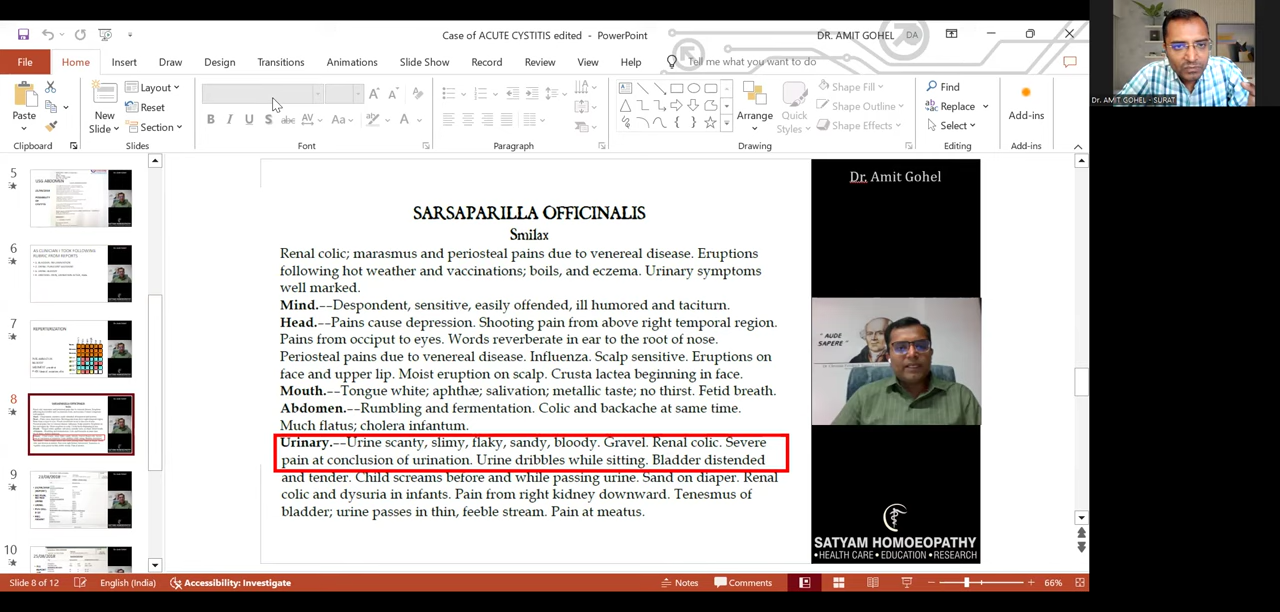 Case of ACUTE CYSTITIS edited - PowerPoint
DR. AMIT GOHEL
DA
File
Home
Insert
Draw
Design
Transitions
Animations
Slide Show
Record
Review
View
Help
Tell me what you want to do
Paste
Clipboard
New
Slide
Layout
Reset
Section
Slides
Font
Paragraph
Arrange
Quick
Styles
Shape Fill
Shape Outline
Shape Effects
Drawing
Find
Replace
Select
Editing
Add-ins
Add-ins
Dr. AMIT GOHEL - SURAT
5
6
7
8
9
10
Dr. Amit Gohel
SARSAPARILLA OFFICINALIS
Smilax
Renal colic; marasmus and periosteal pains due to venereal disease. Eruptions
following hot weather and vaccinations; boils, and eczema. Urinary symptoms
well marked.
Mind.--Despondent, sensitive, easily offended, ill humored and taciturn.
Head.--Pains cause depression. Shooting pain from above right temporal region.
Pains from occiput to eyes. Words reverberate in ear to the root of nose.
Periosteal pains due to venereal disease. Influenza. Scalp sensitive. Eruptions on
face and upper lip. Moist eruption on scalp. Crusta lactea beginning in face.
Mouth.--Tongue white; aphthæ; salivation; metallic taste; no thirst. Fetid breath.
Abdomen.--Rumbling and fermentation. Colic and backache at same time.
Much flatus; cholera infantum.
Urinary.--Urine scanty, slimy, flaky, sandy, bloody. Gravel. Renal colic. Severe
pain at conclusion of urination. Urine dribbles while sitting. Bladder distended
and tender. Child screams before and while passing urine. Sand on diaper. Renal
colic and dysuria in infants. Pain from right kidney downward. Tenesmus of
bladder; urine passes in thin, feeble stream. Pain at meatus.
" AUDE
SAPERE "
SATYAM HOMOEOPATHY
•HEALTH CARE •EDUCATION •RESEARCH
Slide 8 of 12
English (India)
Accessibility: Investigate
Notes
Comments
66%